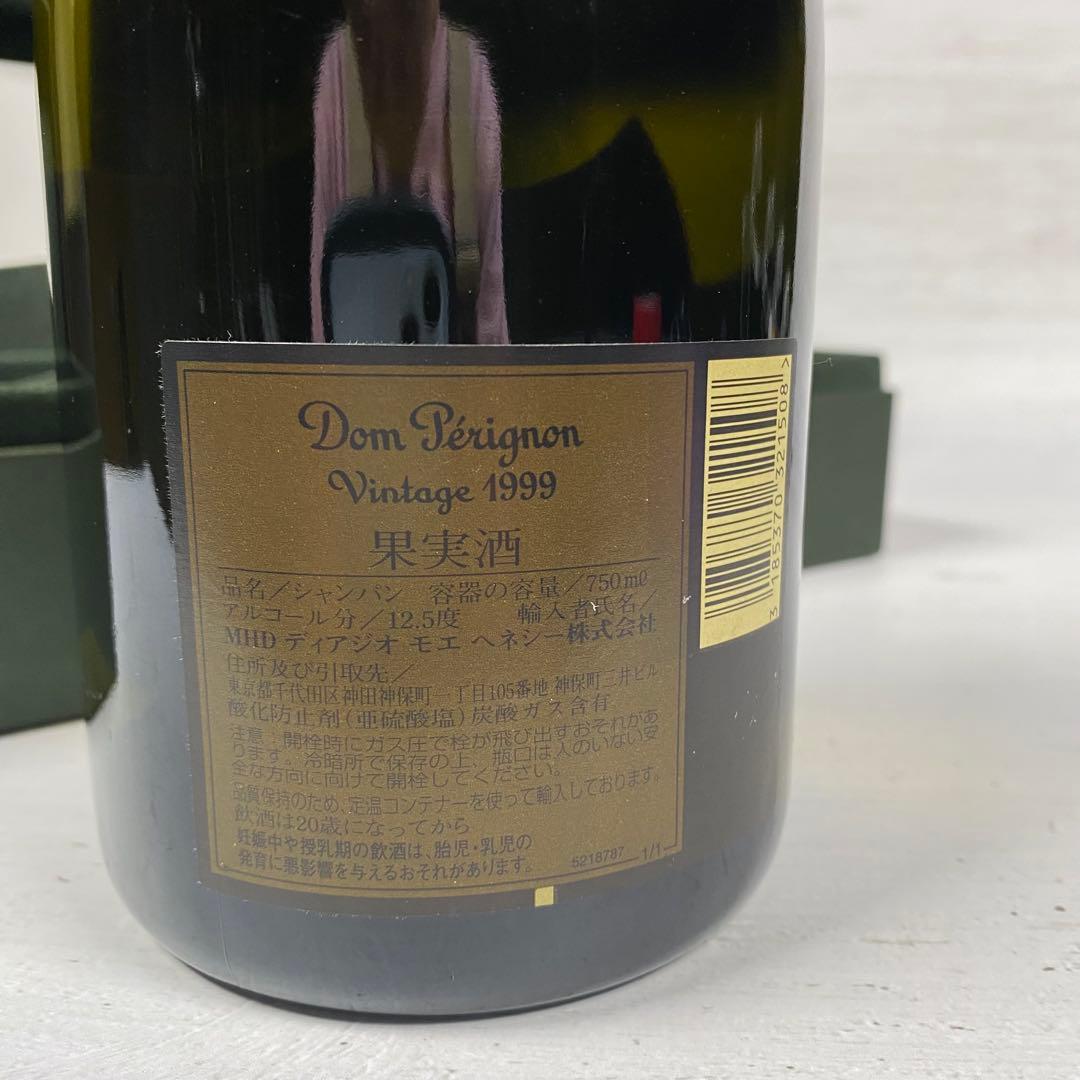 Dom Pérignon
Vintage 1999
果実酒
品名／シャンパン 容器の容量／750mℓ
アルコール分／12.5度 輸入者氏名／
MHD ディアジオ モエ ヘネシー株式会社
住所及び引取先／
東京都千代田区神田神保町一丁目105番地 神保町三井ビル
酸化防止剤(亜硫酸塩)炭酸ガス含有
注意：開栓時にガス圧で栓が飛び出すおそれがあ
ります。冷暗所で保存の上、瓶口は人のいない安
全な方向に向けて開栓してください。
品質保持のため、定温コンテナーを使って輸入しております。
飲酒は20歳になってから
妊娠中や授乳期の飲酒は、胎児・乳児の
発育に悪影響を与えるおそれがあります。
5218787 1/1
3 185370 321508 >